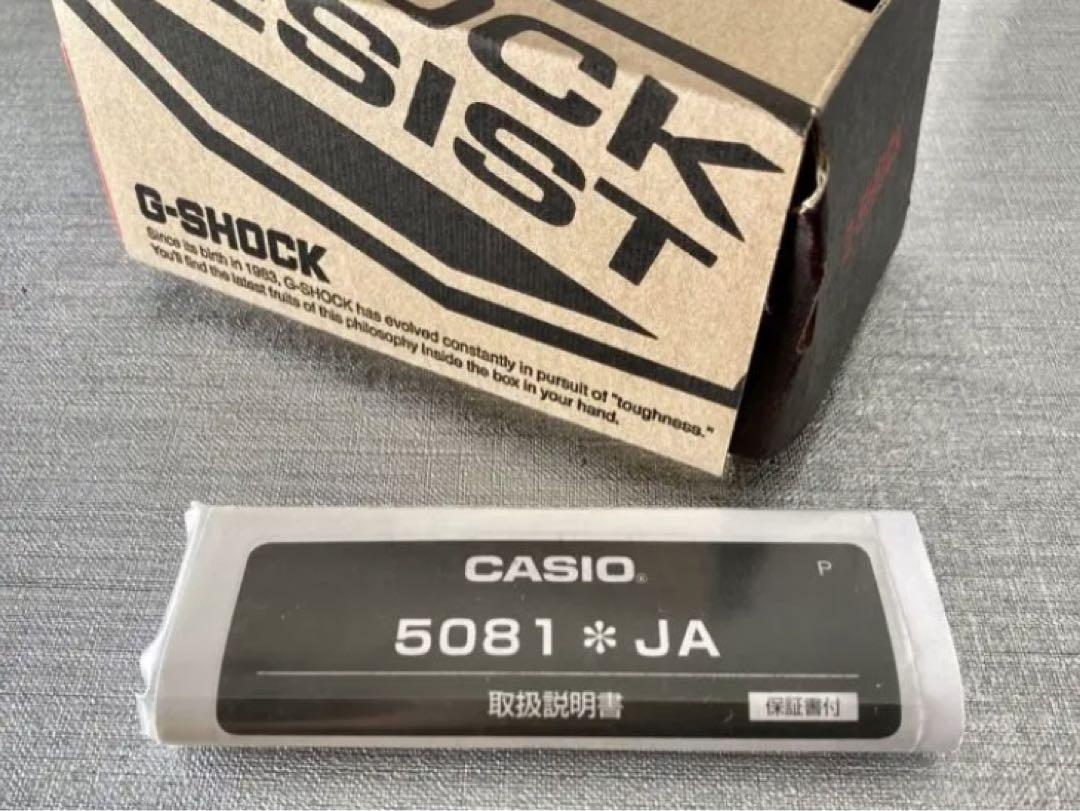 G-SHOCK
Since its birth in 1983, G-SHOCK has evolved constantly in pursuit of "toughness."
You'll find the latest fruits of this philosophy inside the box in your hand.
CASIO®
P
5081＊JA
取扱説明書
保証書付